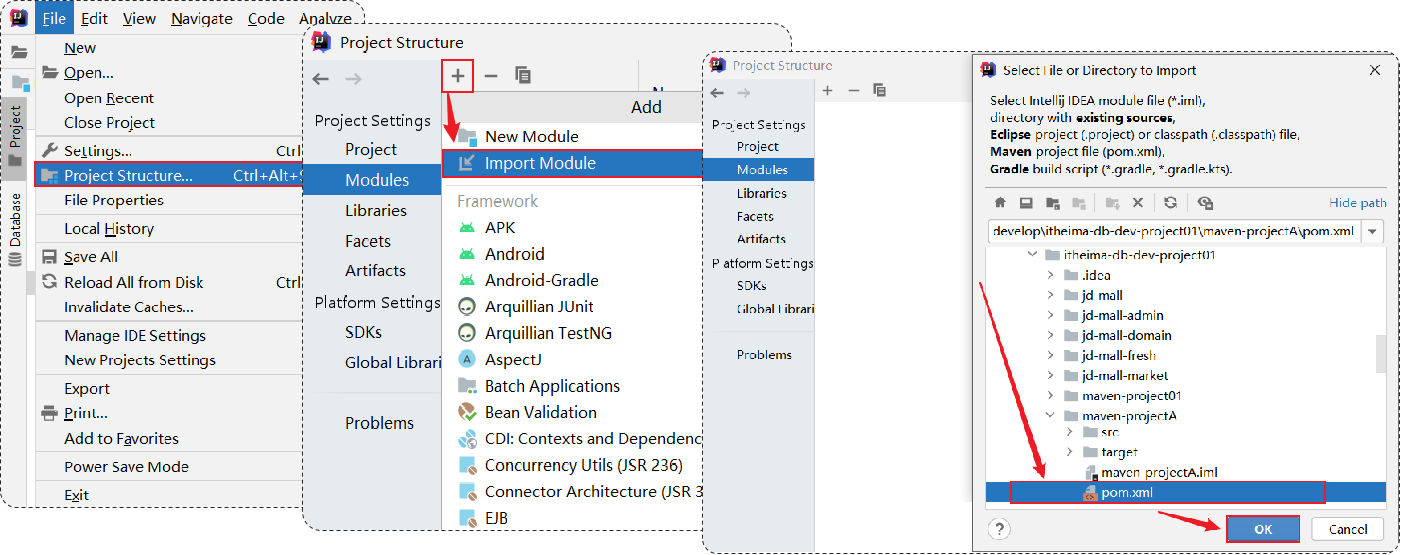 File Edit View Navigate Code Analyze
Project
Database
New
Open...
Open Recent
Close Project
Settings... Ctrl
Project Structure... Ctrl+Alt+S
File Properties
Local History
Save All
Reload All from Disk Ctrl
Invalidate Caches...
Manage IDE Settings
New Projects Settings
Export
Print...
Add to Favorites
Power Save Mode
Exit
Project Structure
Add
Project Settings
Project
Modules
Libraries
Facets
Artifacts
Platform Settings
SDKs
Global Librari
Problems
New Module
Import Module
Framework
APK
Android
Android-Gradle
Arquillian JUnit
Arquillian TestNG
AspectJ
Batch Applications
Bean Validation
CDI: Contexts and Dependenc
Concurrency Utils (JSR 236)
Connector Architecture (JSR 3
EJB
Project Structure
Project Settings
Project
Modules
Libraries
Facets
Artifacts
Platform Settings
SDKs
Global Librari
Problems
Select File or Directory to Import
Select Intellij IDEA module file (*.iml),
directory with existing sources,
Eclipse project (.project) or classpath (.classpath) file,
Maven project file (pom.xml),
Gradle build script (*.gradle, *.gradle.kts).
Hide path
develop\itheima-db-dev-project01\maven-projectA\pom.xml
itheima-db-dev-project01
.idea
jd-mall
jd-mall-admin
jd-mall-domain
jd-mall-fresh
jd-mall-market
maven-project01
maven-projectA
src
target
maven-projectA.iml
pom.xml
? OK Cancel